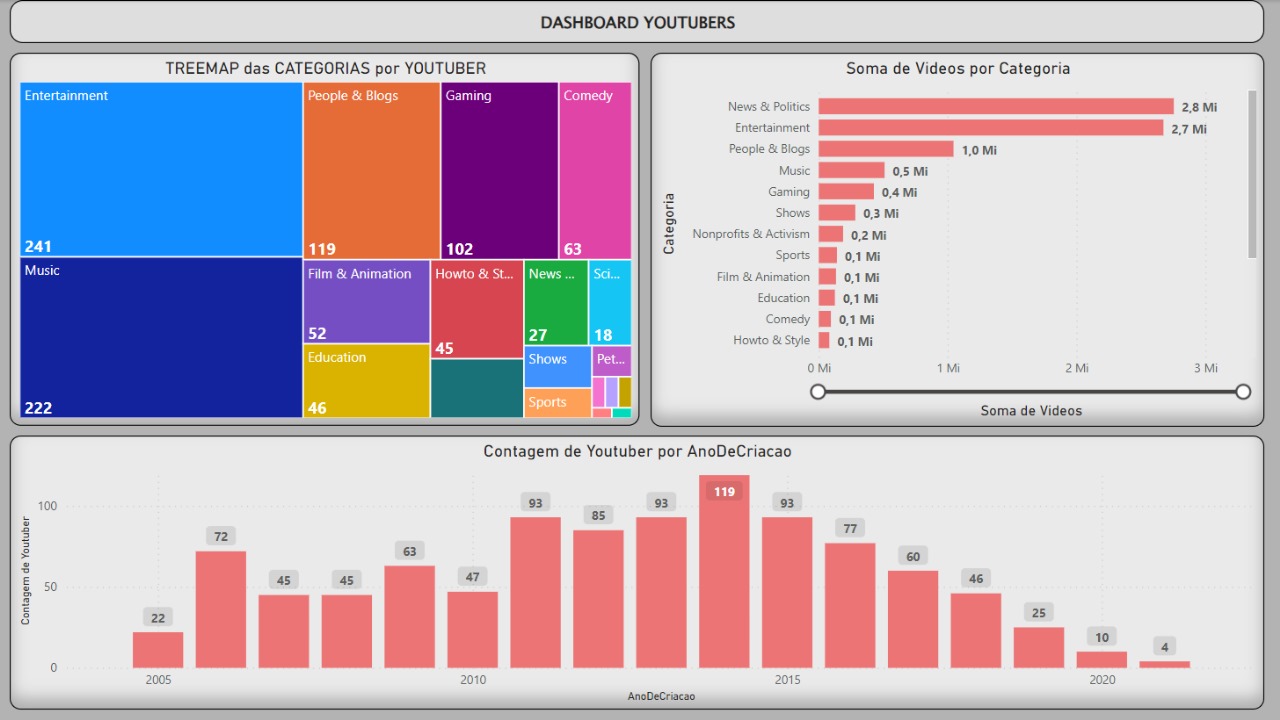 DASHBOARD YOUTUBERS
TREEMAP das CATEGORIAS por YOUTUBER
Entertainment
241
Music
222
People & Blogs
119
Gaming
102
Comedy
63
Film & Animation
52
Education
46
Howto & St...
45
News ...
27
Sci...
18
Shows
Sports
Pet...
Soma de Videos por Categoria
Categoria
News & Politics 2,8 Mi
Entertainment 2,7 Mi
People & Blogs 1,0 Mi
Music 0,5 Mi
Gaming 0,4 Mi
Shows 0,3 Mi
Nonprofits & Activism 0,2 Mi
Sports 0,1 Mi
Film & Animation 0,1 Mi
Education 0,1 Mi
Comedy 0,1 Mi
Howto & Style 0,1 Mi
0 Mi 1 Mi 2 Mi 3 Mi
Soma de Videos
Contagem de Youtuber por AnoDeCriacao
Contagem de Youtuber
100
50
0
22 72 45 45 63 47 93 85 93 119 93 77 60 46 25 10 4
2005 2010 2015 2020
AnoDeCriacao